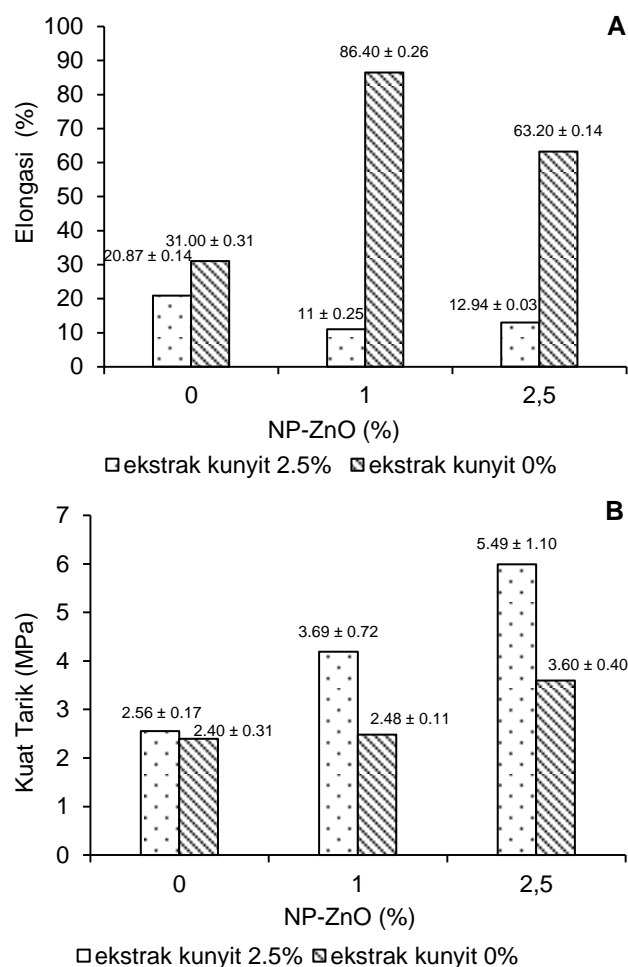 A
Elongasi (%)
100
90
80
70
60
50
40
30
20
10
0
20.87 ± 0.14
31.00 ± 0.31
11 ± 0.25
86.40 ± 0.26
12.94 ± 0.03
63.20 ± 0.14
0 1 2,5
NP-ZnO (%)
ekstrak kunyit 2.5% ekstrak kunyit 0%
B
Kuat Tarik (MPa)
7
6
5
4
3
2
1
0
2.56 ± 0.17
2.40 ± 0.31
3.69 ± 0.72
2.48 ± 0.11
5.49 ± 1.10
3.60 ± 0.40
0 1 2,5
NP-ZnO (%)
ekstrak kunyit 2.5% ekstrak kunyit 0%